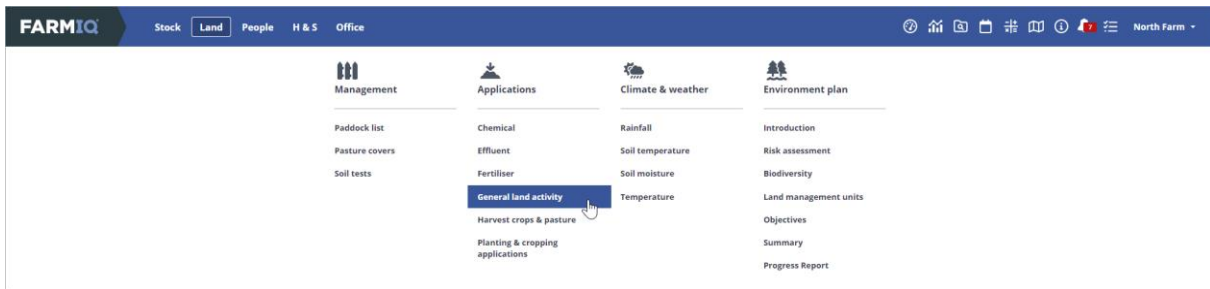 FARMIQ Stock Land People H & S Office 7 North Farm
Management Applications Climate & weather Environment plan
Paddock list Chemical Rainfall Introduction
Pasture covers Effluent Soil temperature Risk assessment
Soil tests Fertiliser Soil moisture Biodiversity
General land activity Temperature Land management units
Harvest crops & pasture Objectives
Planting & cropping Summary
applications
Progress Report